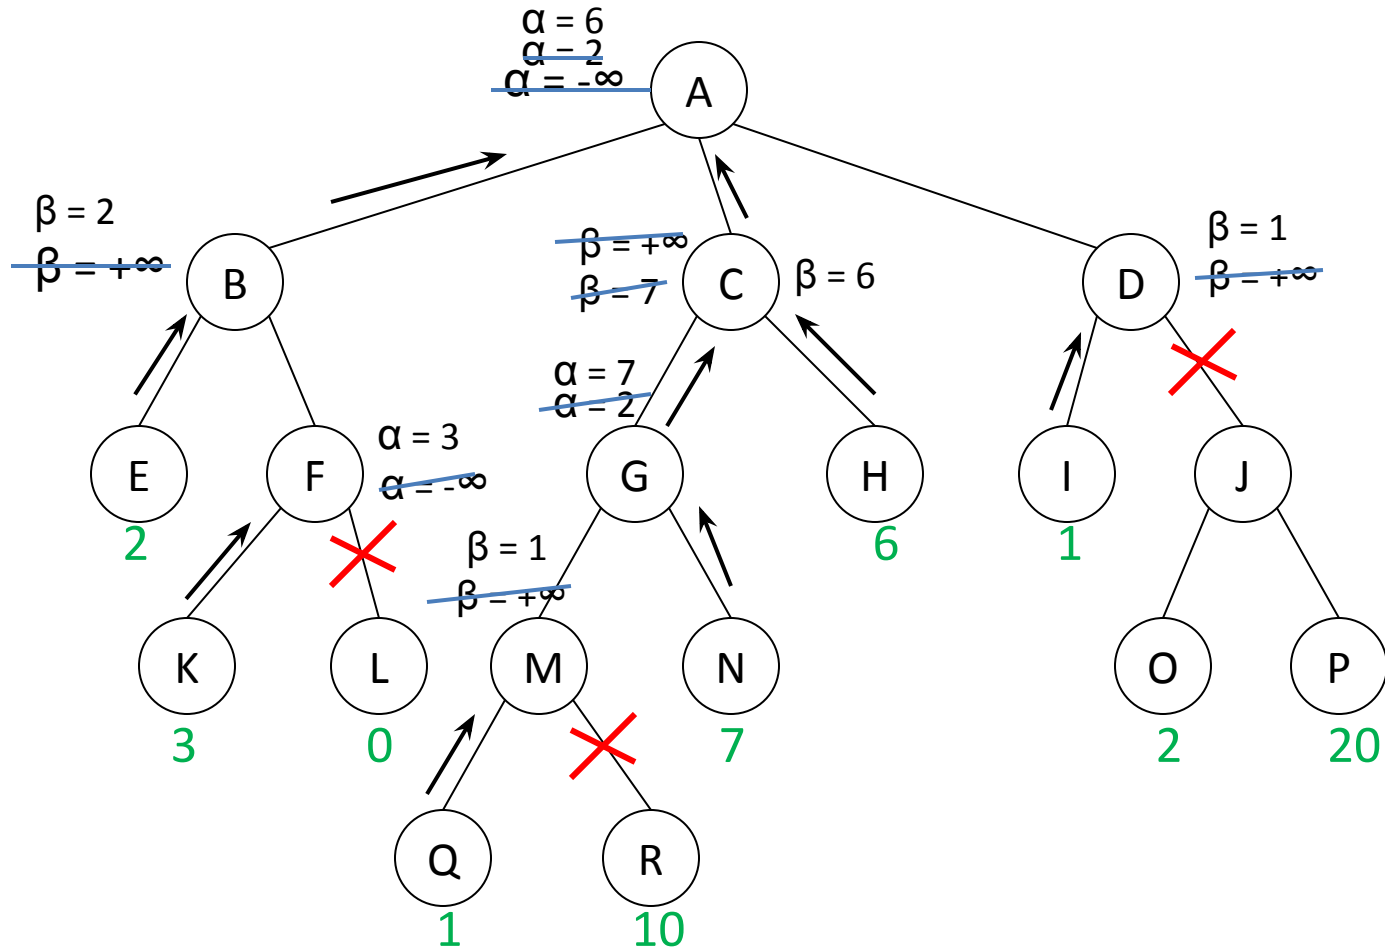 α = 6
α = 2
α = -∞
A
β = 2
β = +∞
B
β = +∞
β = 7
C
β = 6
D
β = 1
β = +∞
α = 7
α = 2
E
2
F
α = 3
α = -∞
G
H
6
I
1
J
β = 1
β = +∞
K
3
L
0
M
N
7
O
2
P
20
Q
1
R
10